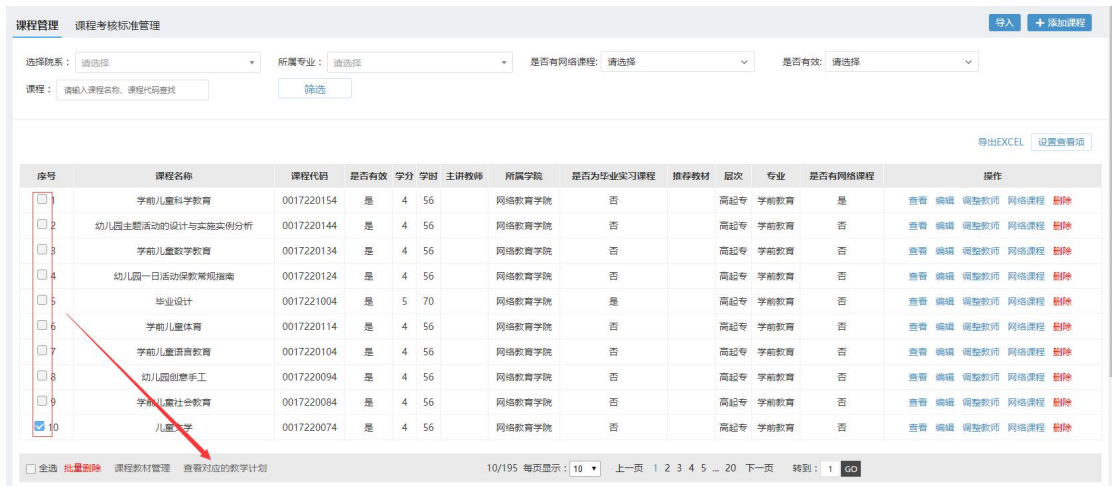 课程管理 课程考核标准管理 导入 + 添加课程
选择院系： 请选择 所属专业： 请选择 是否有网络课程: 请选择 是否有效: 请选择
课程： 请输入课程名称、课程代码查找 筛选
导出EXCEL 设置查看项
序号 课程名称 课程代码 是否有效 学分 学时 主讲教师 所属学院 是否为毕业实习课程 推荐教材 层次 专业 是否有网络课程 操作
1 学前儿童科学教育 0017220154 是 4 56 网络教育学院 否 高起专 学前教育 是 查看 编辑 调整教师 网络课程 删除
2 幼儿园主题活动的设计与实施实例分析 0017220144 是 4 56 网络教育学院 否 高起专 学前教育 否 查看 编辑 调整教师 网络课程 删除
3 学前儿童数学教育 0017220134 是 4 56 网络教育学院 否 高起专 学前教育 否 查看 编辑 调整教师 网络课程 删除
4 幼儿园一日活动保教常规指南 0017220124 是 4 56 网络教育学院 否 高起专 学前教育 否 查看 编辑 调整教师 网络课程 删除
5 毕业设计 0017221004 是 5 70 网络教育学院 是 高起专 学前教育 否 查看 编辑 调整教师 网络课程 删除
6 学前儿童体育 0017220114 是 4 56 网络教育学院 否 高起专 学前教育 否 查看 编辑 调整教师 网络课程 删除
7 学前儿童语言教育 0017220104 是 4 56 网络教育学院 否 高起专 学前教育 否 查看 编辑 调整教师 网络课程 删除
8 幼儿园创意手工 0017220094 是 4 56 网络教育学院 否 高起专 学前教育 否 查看 编辑 调整教师 网络课程 删除
9 学前儿童社会教育 0017220084 是 4 56 网络教育学院 否 高起专 学前教育 否 查看 编辑 调整教师 网络课程 删除
10 儿童文学 0017220074 是 4 56 网络教育学院 否 高起专 学前教育 否 查看 编辑 调整教师 网络课程 删除
全选 批量删除 课程教材管理 查看对应的教学计划 10/195 每页显示： 10 上一页 1 2 3 4 5 ... 20 下一页 转到： 1 GO